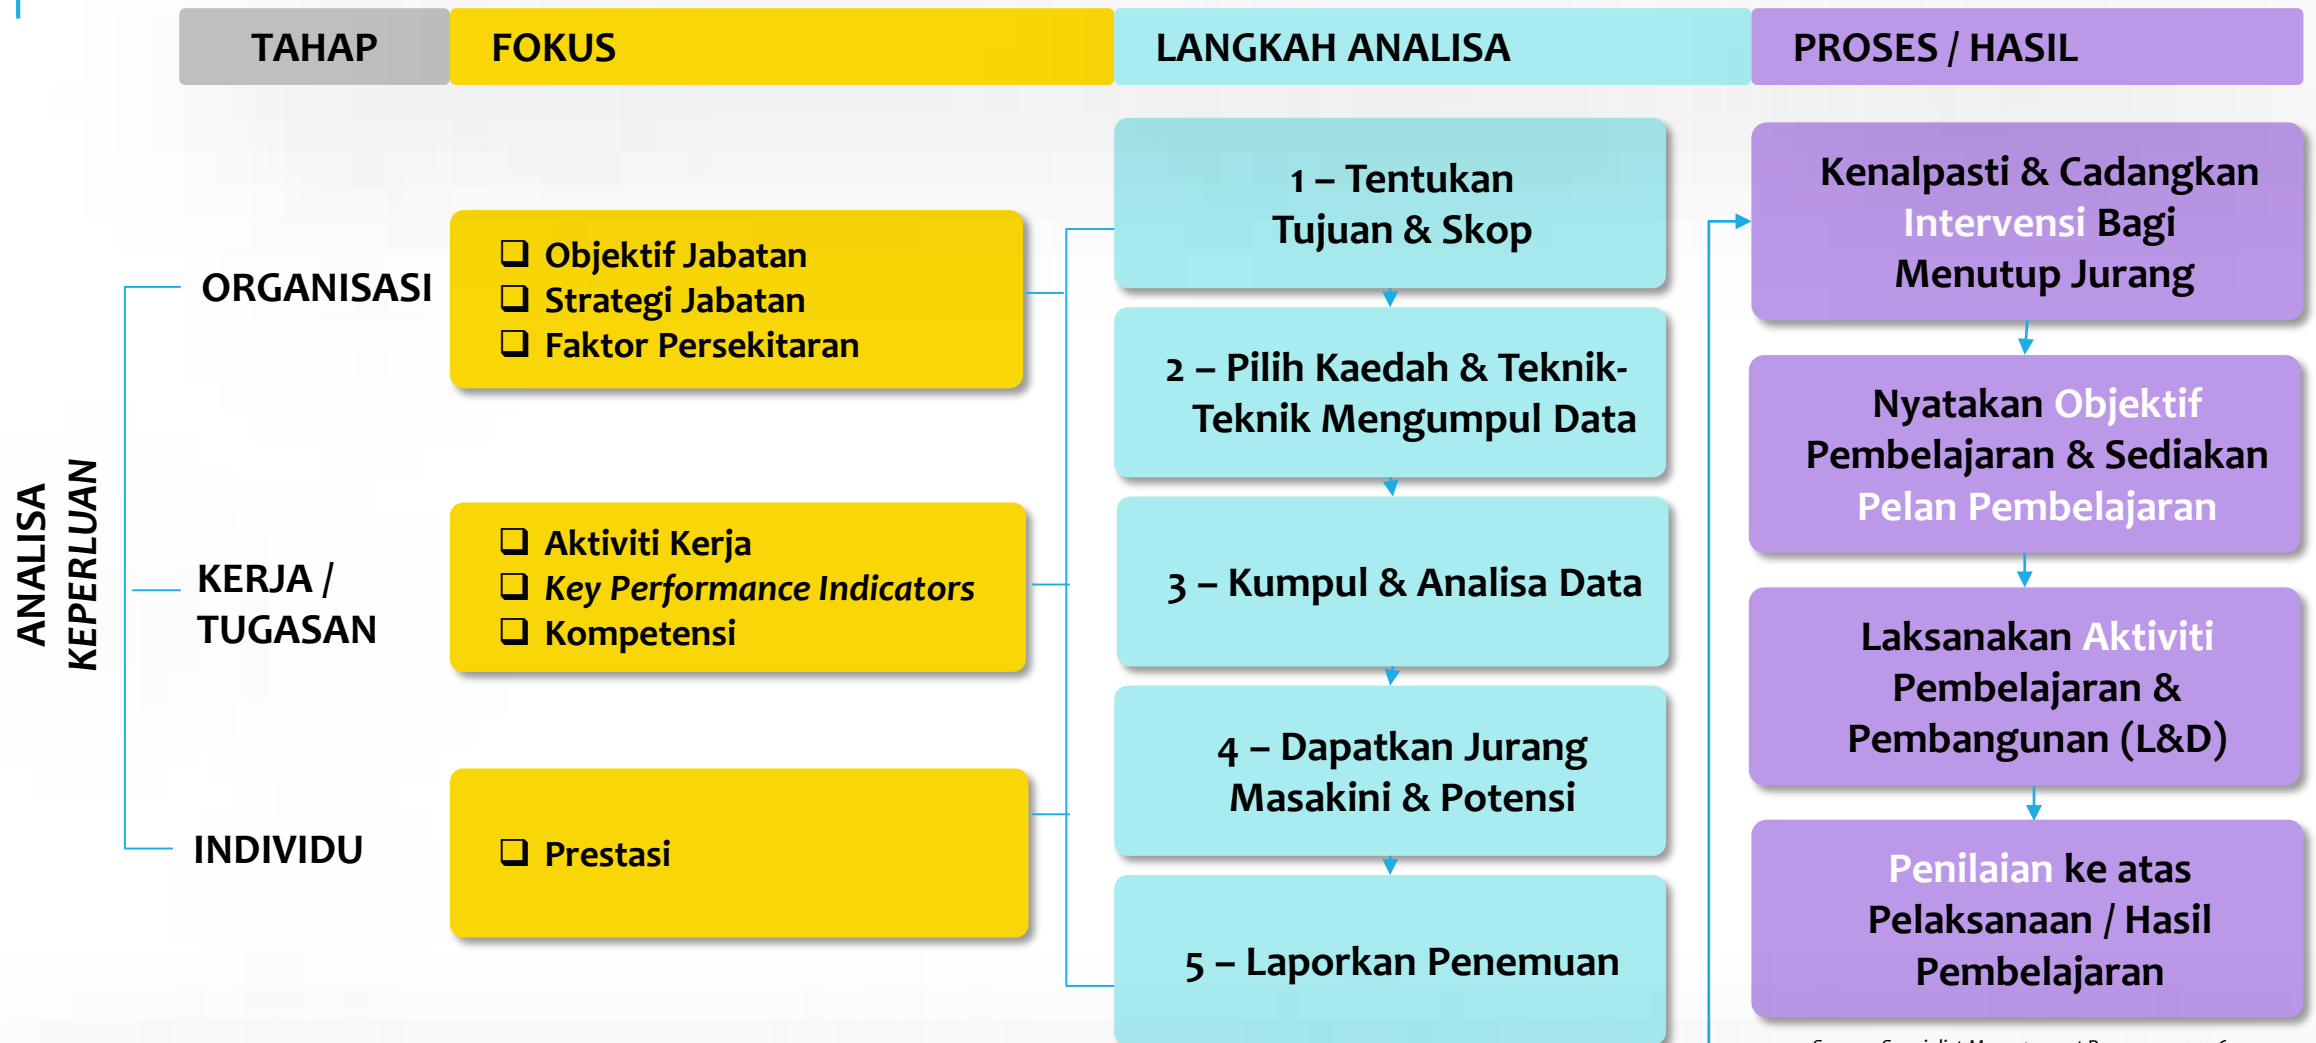 TAHAP
FOKUS
LANGKAH ANALISA
PROSES / HASIL
ANALISA
KEPERLUAN
ORGANISASI
❑ Objektif Jabatan
❑ Strategi Jabatan
❑ Faktor Persekitaran
KERJA /
TUGASAN
❑ Aktiviti Kerja
❑ Key Performance Indicators
❑ Kompetensi
INDIVIDU
❑ Prestasi
1 – Tentukan
Tujuan & Skop
2 – Pilih Kaedah & Teknik-
Teknik Mengumpul Data
3 – Kumpul & Analisa Data
4 – Dapatkan Jurang
Masakini & Potensi
5 – Laporkan Penemuan
Kenalpasti & Cadangkan
Intervensi Bagi
Menutup Jurang
Nyatakan Objektif
Pembelajaran & Sediakan
Pelan Pembelajaran
Laksanakan Aktiviti
Pembelajaran &
Pembangunan (L&D)
Penilaian ke atas
Pelaksanaan / Hasil
Pembelajaran